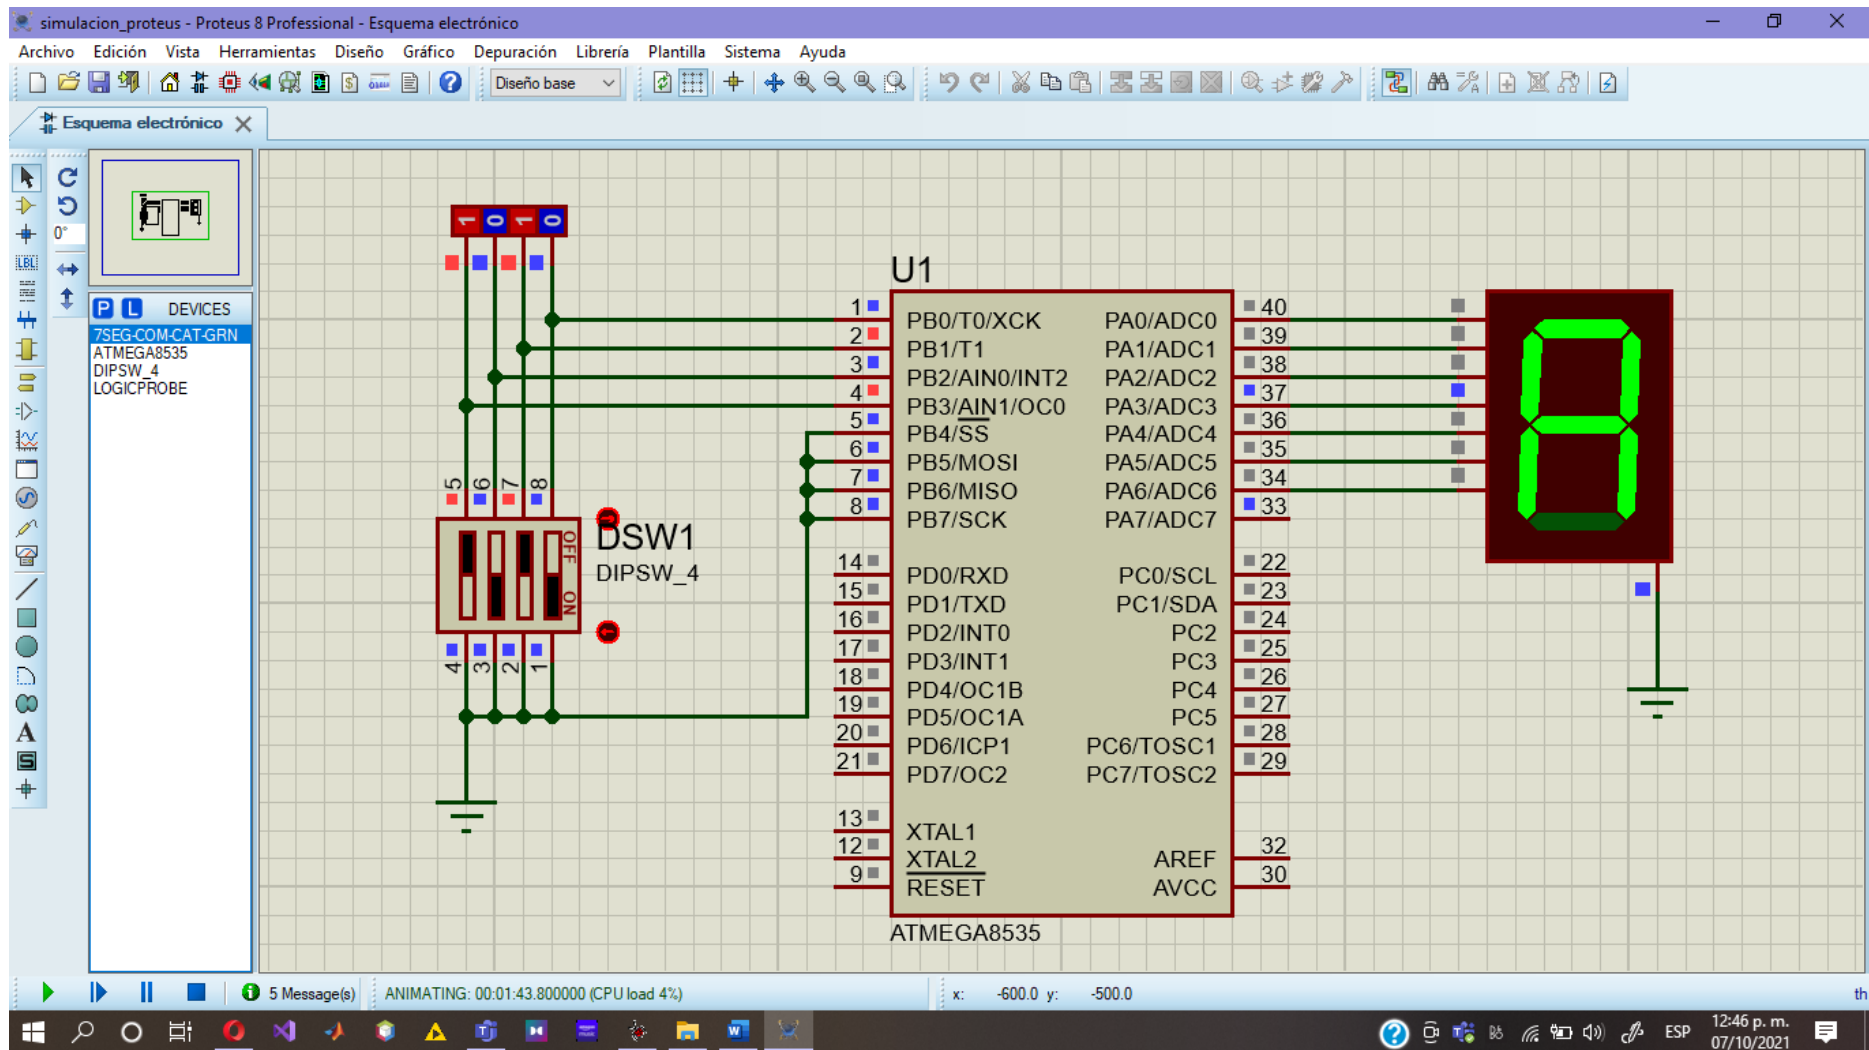 simulacion_proteus - Proteus 8 Professional - Esquema electrónico
Archivo Edición Vista Herramientas Diseño Gráfico Depuración Librería Plantilla Sistema Ayuda
Diseño base
Esquema electrónico
0°
LBL
P L DEVICES
7SEG-COM-CAT-GRN
ATMEGA8535
DIPSW_4
LOGICPROBE
A
S
1 0 1 0
5 6 7 8
OFF
ON
4 3 2 1
DSW1
DIPSW_4
U1
1 PB0/T0/XCK PA0/ADC0 40
2 PB1/T1 PA1/ADC1 39
3 PB2/AIN0/INT2 PA2/ADC2 38
4 PB3/AIN1/OC0 PA3/ADC3 37
5 PB4/SS PA4/ADC4 36
6 PB5/MOSI PA5/ADC5 35
7 PB6/MISO PA6/ADC6 34
8 PB7/SCK PA7/ADC7 33
14 PD0/RXD PC0/SCL 22
15 PD1/TXD PC1/SDA 23
16 PD2/INT0 PC2 24
17 PD3/INT1 PC3 25
18 PD4/OC1B PC4 26
19 PD5/OC1A PC5 27
20 PD6/ICP1 PC6/TOSC1 28
21 PD7/OC2 PC7/TOSC2 29
13 XTAL1
12 XTAL2 AREF 32
9 RESET AVCC 30
ATMEGA8535
A
5 Message(s) ANIMATING: 00:01:43.800000 (CPU load 4%) x: -600.0 y: -500.0 th
ESP
12:46 p. m.
07/10/2021